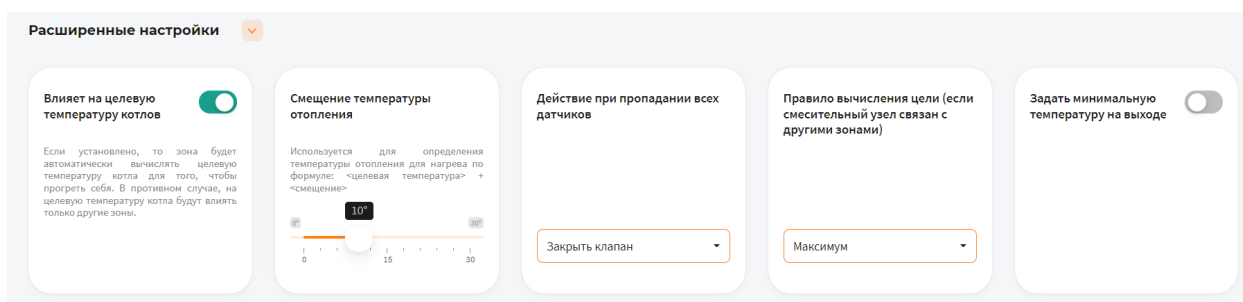 Расширенные настройки
Влияет на целевую
температуру котлов
Если установлено, то зона будет
автоматически вычислять целевую
температуру котла для того, чтобы
прогреть себя. В противном случае, на
целевую температуру котла будут влиять
только другие зоны.
Смещение температуры
отопления
Используется для определения
температуры отопления для нагрева по
формуле: <целевая температура> +
<смещение>
10°
0° 30°
0 15 30
Действие при пропадании всех
датчиков
Закрыть клапан
Правило вычисления цели (если
смесительный узел связан с
другими зонами)
Максимум
Задать минимальную
температуру на выходе